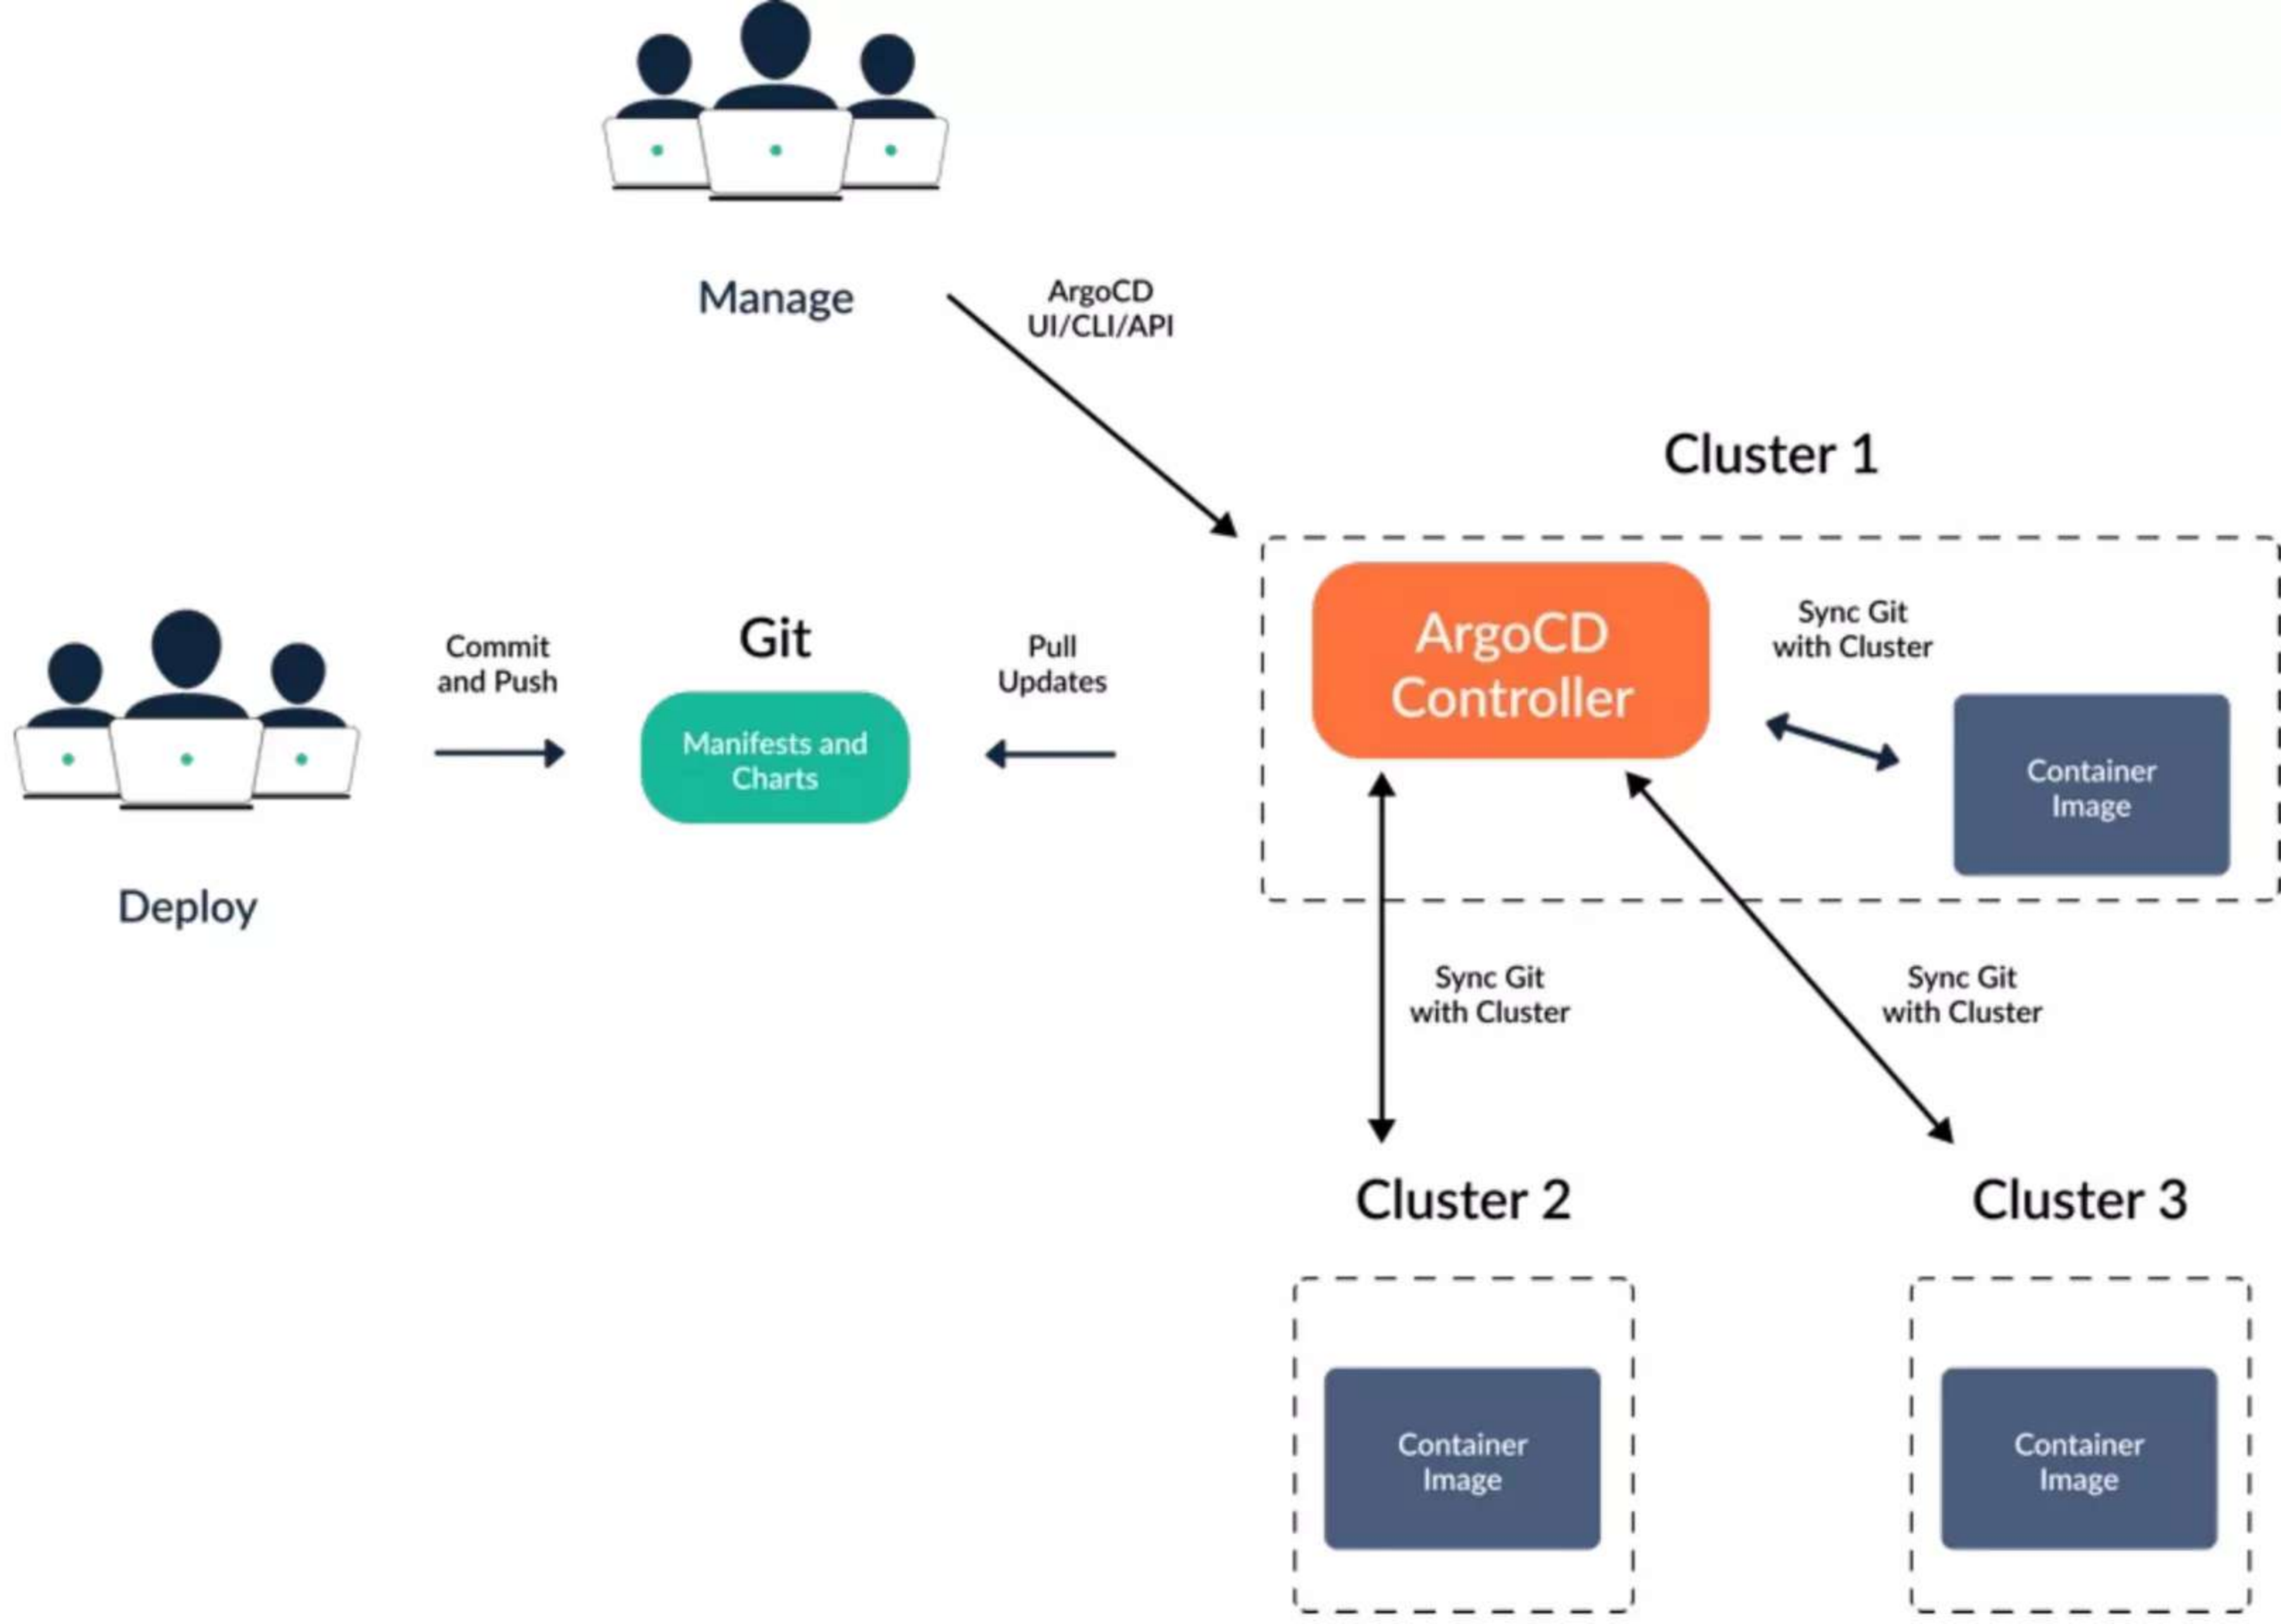 Manage
ArgoCD
UI/CLI/API
Cluster 1
Commit
and Push
Git
Manifests and
Charts
Pull
Updates
ArgoCD
Controller
Sync Git
with Cluster
Container
Image
Deploy
Sync Git
with Cluster
Sync Git
with Cluster
Cluster 2
Cluster 3
Container
Image
Container
Image